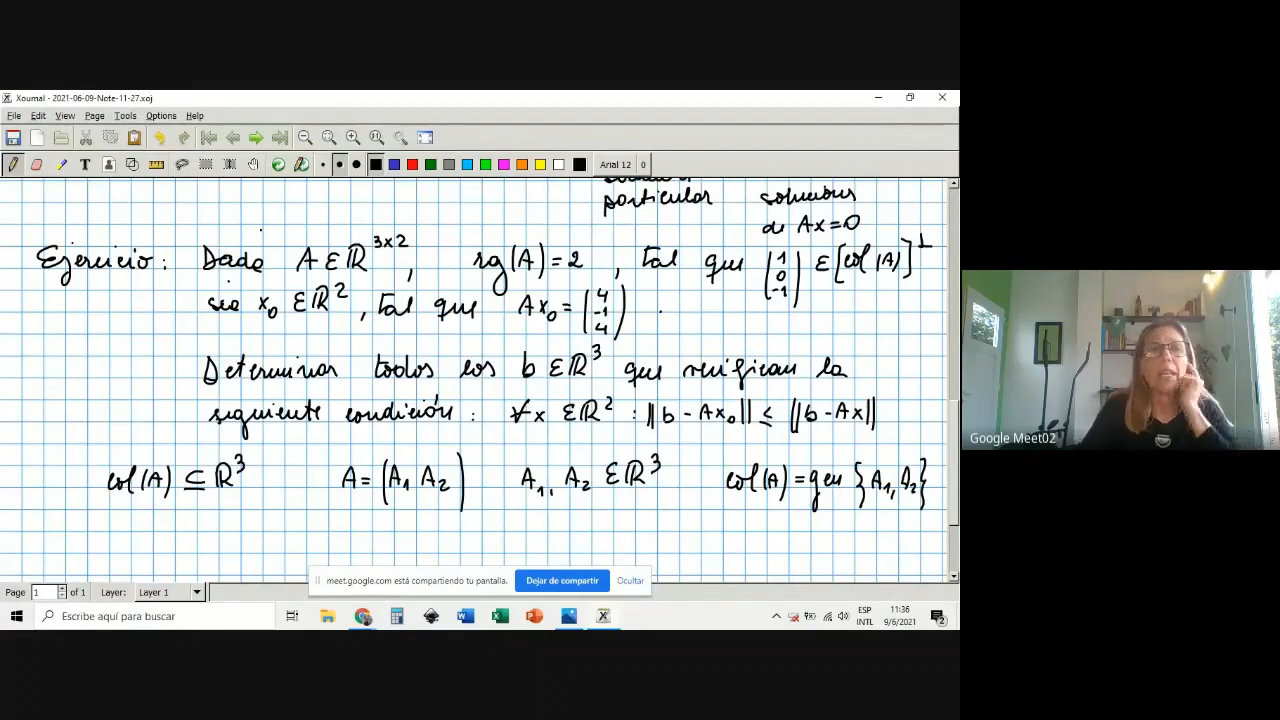 Xournal - 2021-06-09-Note-11-27.xoj
File Edit View Page Tools Options Help
Arial 12 0
particular soluciones
de Ax=0
Ejercicio: Dada A ∈ ℝ^{3x2}, rg(A)=2, tal que (1 0 -1) ∈ [col(A)]^⊥
sea x₀ ∈ ℝ², tal que Ax₀ = (4 -1 4).
Determinar todos los b ∈ ℝ³ que verifican la
siguiente condición: ∀x ∈ ℝ²: ||b - Ax₀|| ≤ ||b - Ax||
col(A) ⊆ ℝ³ A = (A₁ A₂) A₁, A₂ ∈ ℝ³ col(A) = gen {A₁, A₂}
Google Meet02
meet.google.com está compartiendo tu pantalla. Dejar de compartir Ocultar
Page 1 of 1 Layer: Layer 1
Escribe aquí para buscar
ESP
INTL
11:36
9/6/2021
2